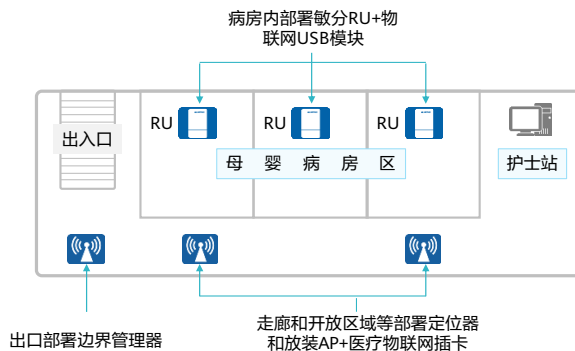 病房内部署敏分RU+物
联网USB模块
出入口
RU
RU
RU
母婴病房区
护士站
出口部署边界管理器
走廊和开放区域等部署定位器
和放装AP+医疗物联网插卡